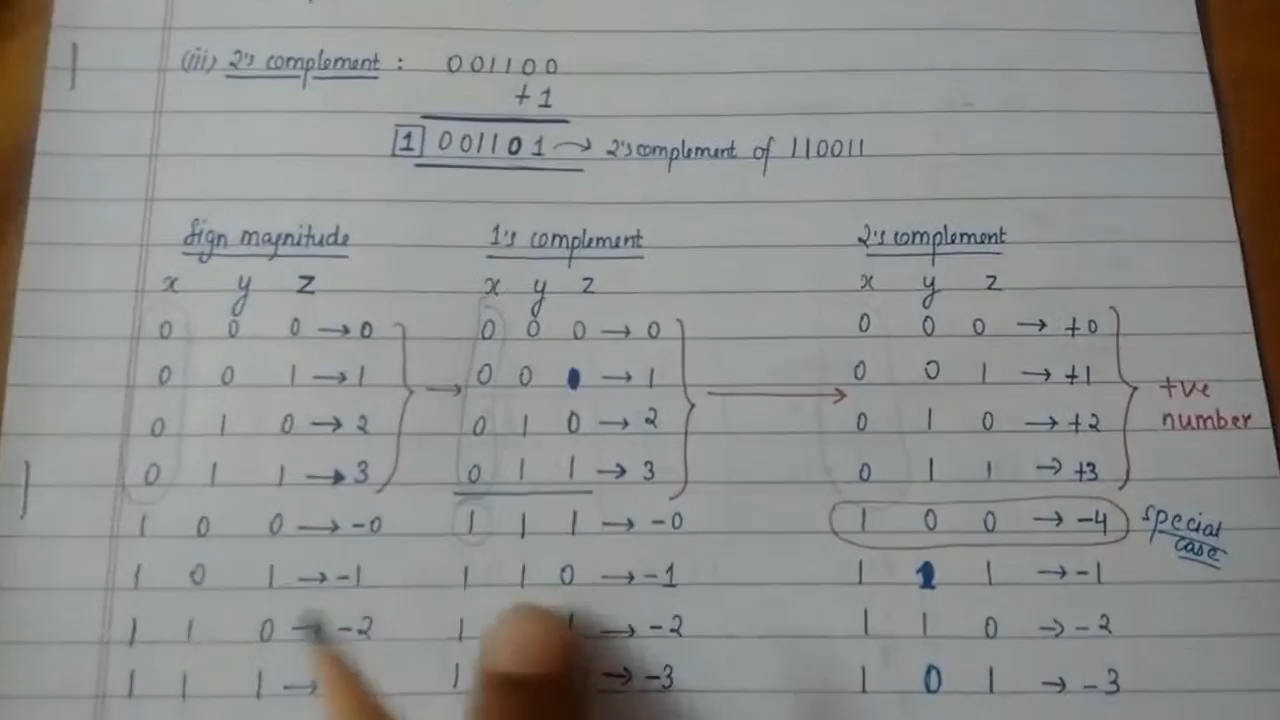 (iii) 2's complement : 001100
+1
1 001101 → 2's complement of 110011
Sign magnitude 1's complement 2's complement
x y z x y z x y z
0 0 0 → 0 0 0 0 → 0 0 0 0 → +0
0 0 1 → 1 0 0 → 1 0 0 1 → +1 +ve
0 1 0 → 2 0 1 0 → 2 0 1 0 → +2 number
0 1 1 → 3 0 1 1 → 3 0 1 1 → +3
1 0 0 → -0 1 1 1 → -0 1 0 0 → -4 special case
1 0 1 → -1 1 1 0 → -1 1 1 1 → -1
1 1 0 → -2 1 → -2 1 1 0 → -2
1 1 1 → 1 → -3 1 0 1 → -3